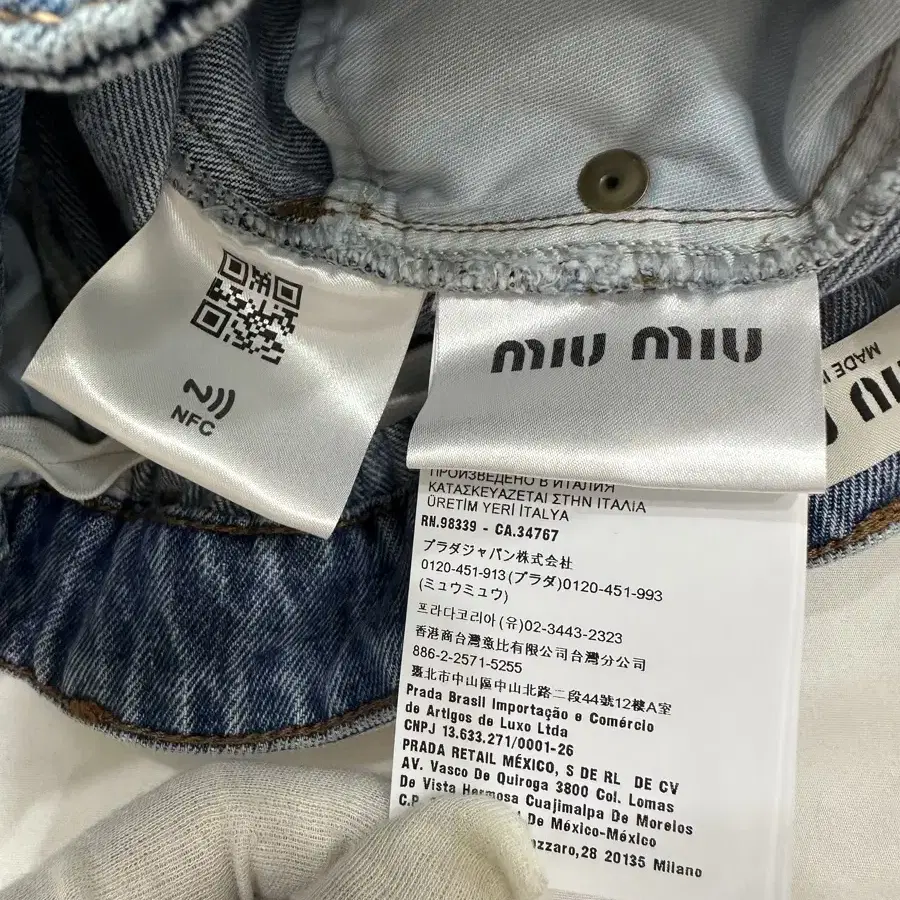 NFC
miu miu
MADE
ПРОИЗВЕДЕНО В ИТАЛИЯ
ΚΑΤΑΣΚΕΥΑΖΕΤΑΙ ΣΤΗΝ ΙΤΑΛΙΑ
ÜRETİM YERİ İTALYA
RN.98339 - CA.34767
プラダジャパン株式会社
0120-451-913(プラダ)0120-451-993
(ミュウミュウ)
프라다코리아(유)02-3443-2323
香港商台灣意比有限公司台灣分公司
886-2-2571-5255
臺北市中山區中山北路二段44號12樓A室
Prada Brasil Importação e Comércio
de Artigos de Luxo Ltda
CNPJ 13.633.271/0001-26
PRADA RETAIL MÉXICO, S DE RL DE CV
AV. Vasco De Quiroga 3800 Col. Lomas
De Vista Hermosa Cuajimalpa De Morelos
C.P. De México-México
28 20135 Milano